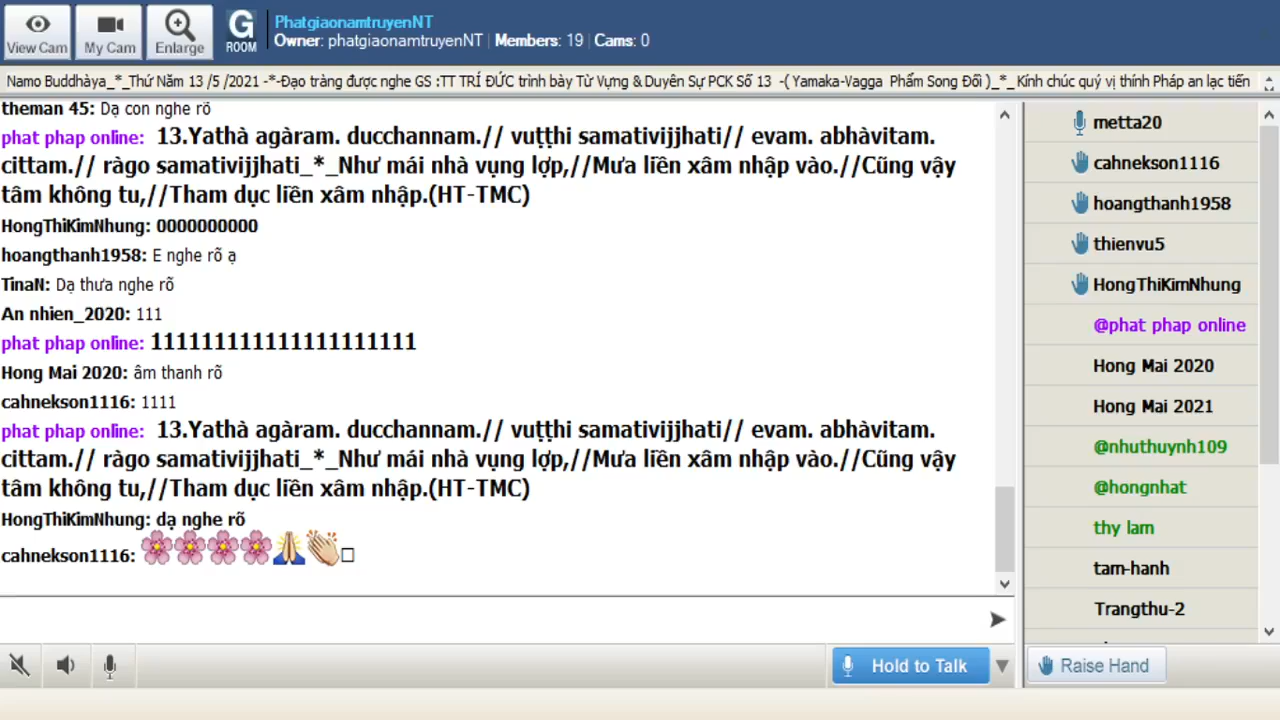 View Cam
My Cam
Enlarge
G
ROOM
PhatgiaonamtruyenNT
Owner: phatgiaonamtruyenNT | Members: 19 | Cams: 0
Namo Buddhàya_*_Thứ Năm 13 /5 /2021 -*-Đạo tràng được nghe GS :TT TRÍ ĐỨC trình bày Từ Vựng & Duyên Sự PCK Số 13 -( Yamaka-Vagga Phẩm Song Đối )_*_ Kính chúc quý vị thính Pháp an lạc tiến
theman 45: Dạ con nghe rõ
phat phap online: 13.Yathà agàram. ducchannam.// vuṭṭhi samativijjhati// evam. abhàvitam.
cittam.// ràgo samativijjhati_*_Như mái nhà vụng lợp,//Mưa liền xâm nhập vào.//Cũng vậy
tâm không tu,//Tham dục liền xâm nhập.(HT-TMC)
HongThiKimNhung: 0000000000
hoangthanh1958: E nghe rõ ạ
TinaN: Dạ thưa nghe rõ
An nhien_2020: 111
phat phap online: 111111111111111111111
Hong Mai 2020: âm thanh rõ
cahnekson1116: 1111
phat phap online: 13.Yathà agàram. ducchannam.// vuṭṭhi samativijjhati// evam. abhàvitam.
cittam.// ràgo samativijjhati_*_Như mái nhà vụng lợp,//Mưa liền xâm nhập vào.//Cũng vậy
tâm không tu,//Tham dục liền xâm nhập.(HT-TMC)
HongThiKimNhung: dạ nghe rõ
cahnekson1116: 🌸🌸🌸🌸🙏👏
metta20
cahnekson1116
hoangthanh1958
thienvu5
HongThiKimNhung
@phat phap online
Hong Mai 2020
Hong Mai 2021
@nhuthuynh109
@hongnhat
thy lam
tam-hanh
Trangthu-2
Hold to Talk
Raise Hand